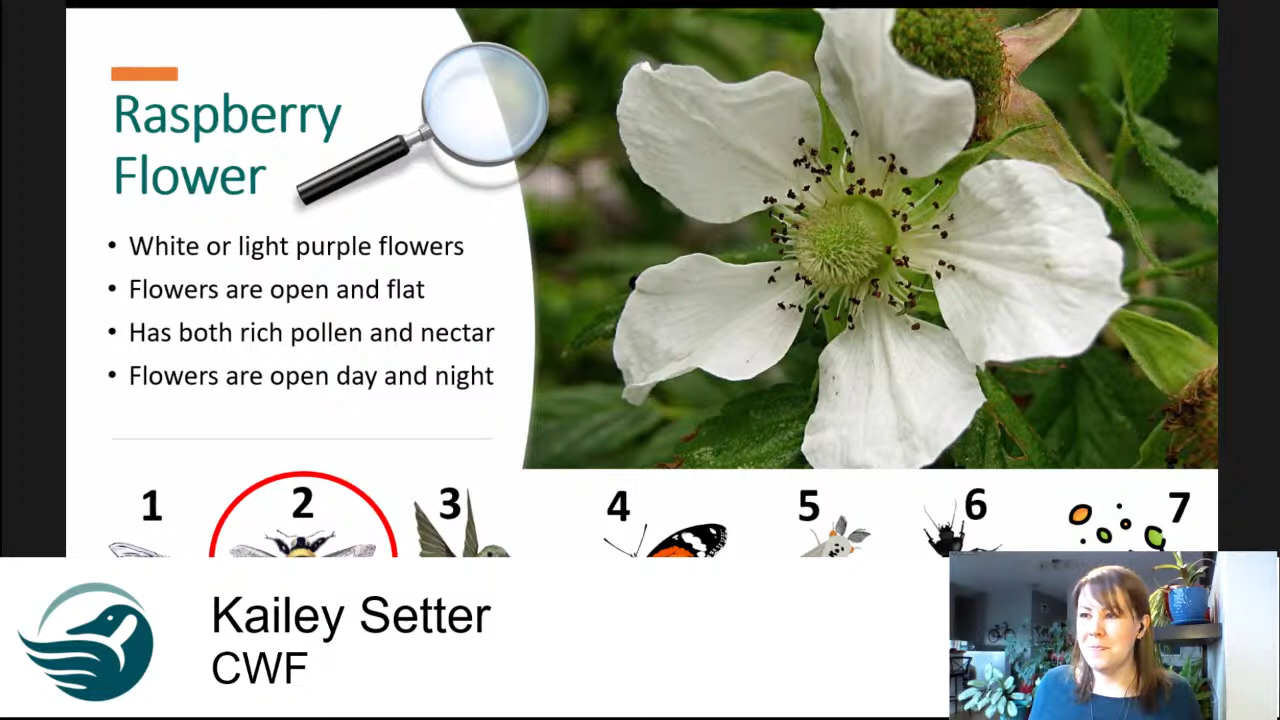 Raspberry
Flower
• White or light purple flowers
• Flowers are open and flat
• Has both rich pollen and nectar
• Flowers are open day and night
1 2 3 4 5 6 7
Kailey Setter
CWF